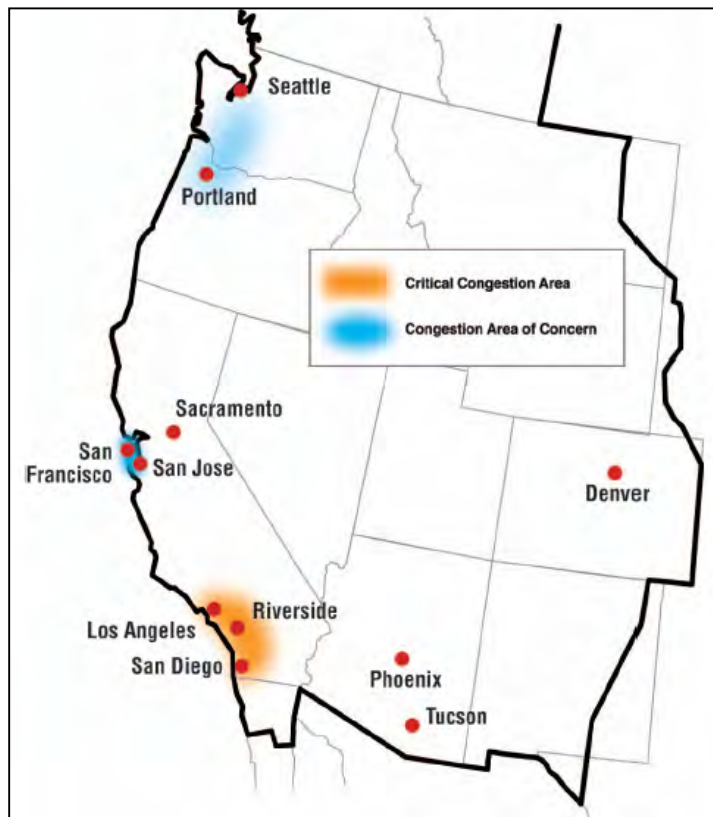 Seattle
Portland
Critical Congestion Area
Congestion Area of Concern
Sacramento
San
Francisco
San Jose
Denver
Riverside
Los Angeles
San Diego
Phoenix
Tucson